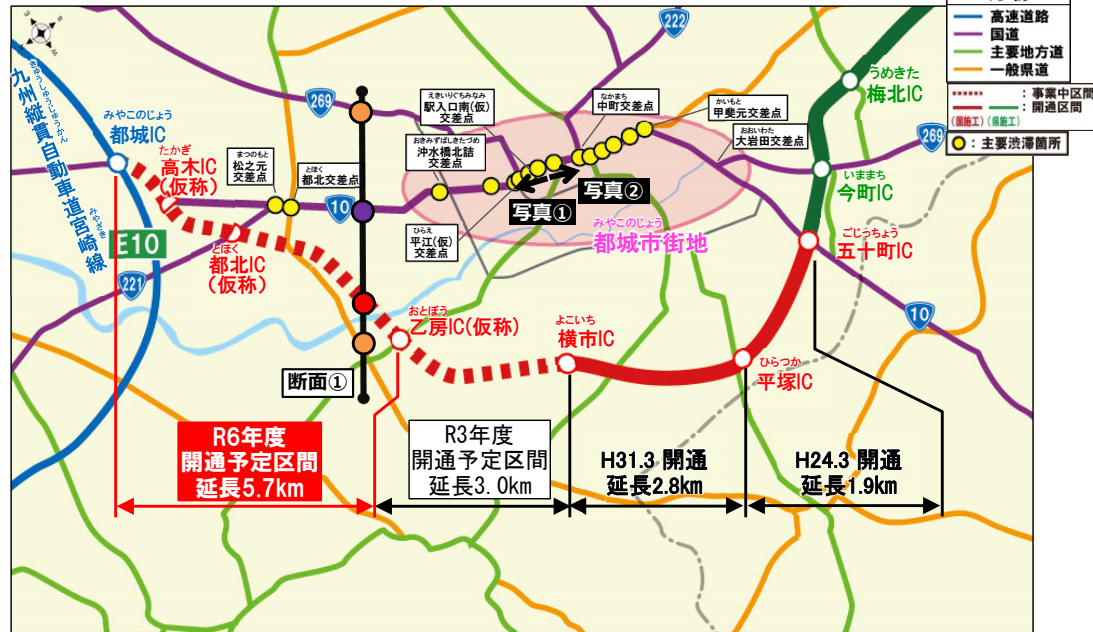 高速道路
国道
主要地方道
一般県道
：事業中区間
：開通区間
(国施工) (県施工)
：主要渋滞箇所
222
269
うめきた
梅北IC
きゅうしゅうじゅうかん
九州縦貫自動車道宮崎線
みやざき
みやこのじょう
都城IC
たかぎ
高木IC
(仮称)
まつのもと
松之元
交差点
とほく
都北交差点
えきいりぐちみなみ
駅入口南(仮)
交差点
おきみずばしきたづめ
沖水橋北詰
交差点
なかまち
中町交差点
かいもと
甲斐元交差点
おおいわた
大岩田交差点
269
いままち
今町IC
写真①
写真②
10
ひらえ
平江(仮)
交差点
みやこのじょう
都城市街地
E10
とほく
都北IC
(仮称)
221
ごじっちょう
五十町IC
10
おとぼう
乙房IC(仮称)
よこいち
横市IC
ひらつか
平塚IC
断面①
R6年度
開通予定区間
延長5.7km
R3年度
開通予定区間
延長3.0km
H31.3 開通
延長2.8km
H24.3 開通
延長1.9km